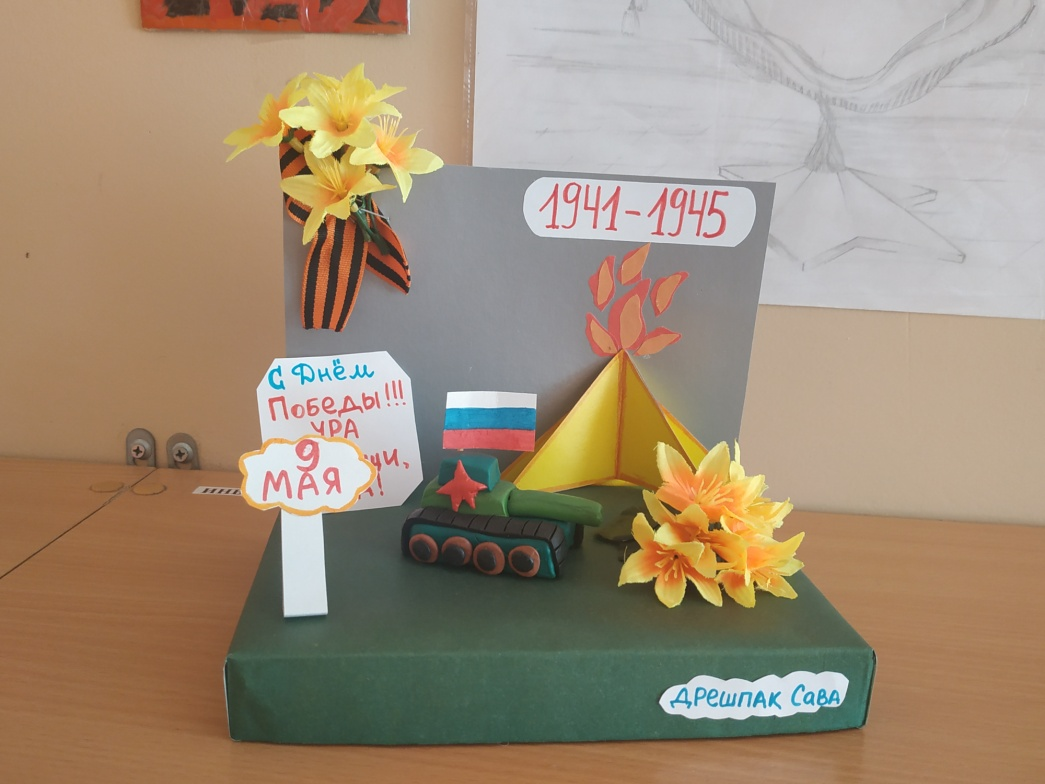 1941-1945
С Днём
Победы!!!
УРА
9
МАЯ
Дрешпак Сава